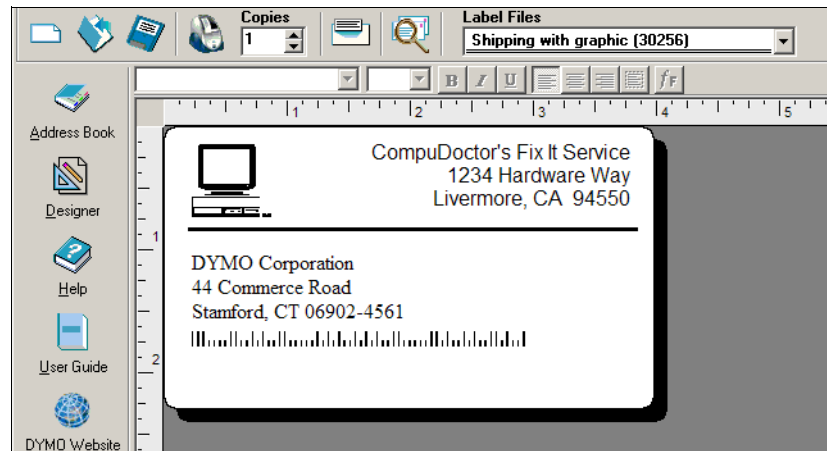 Copies
Label Files
1
Shipping with graphic (30256)
B I U fF
Address Book
1 2 3 4 5
Designer
CompuDoctor's Fix It Service
1234 Hardware Way
Livermore, CA  94550
1
Help
DYMO Corporation
44 Commerce Road
Stamford, CT 06902-4561
User Guide
2
DYMO Website